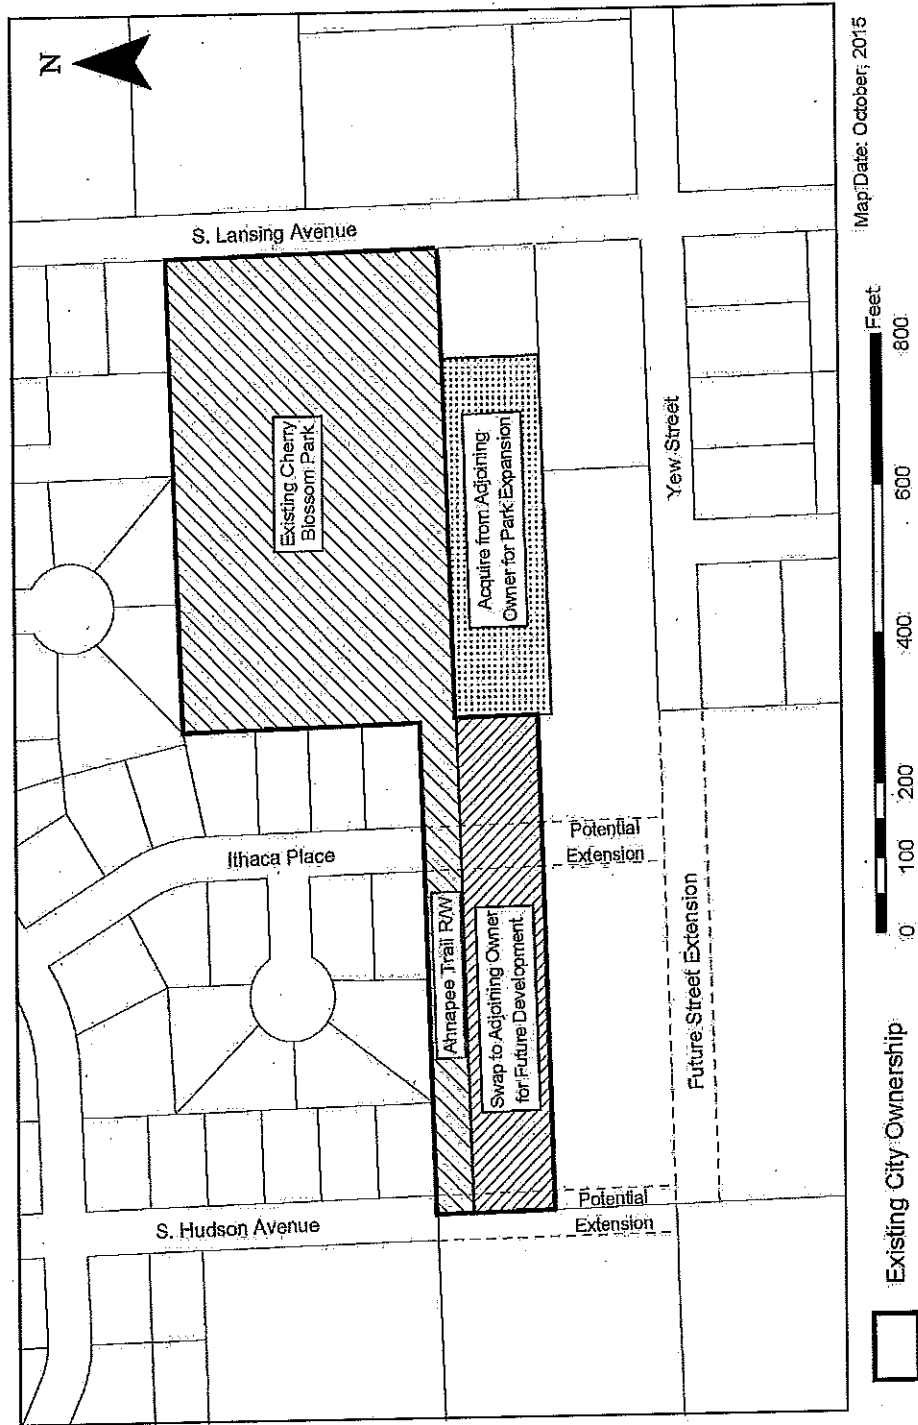 N
S. Lansing Avenue
Existing Cherry
Blossom Park
Acquire from Adjoining
Owner for Park Expansion
Yew Street
Ithaca Place
Potential
Extension
Ahnapee Trail R/W
Swap to Adjoining Owner
for Future Development
Future Street Extension
S. Hudson Avenue
Potential
Extension
Map Date: October, 2015
0 100 200 400 600 800
Feet
Existing City Ownership